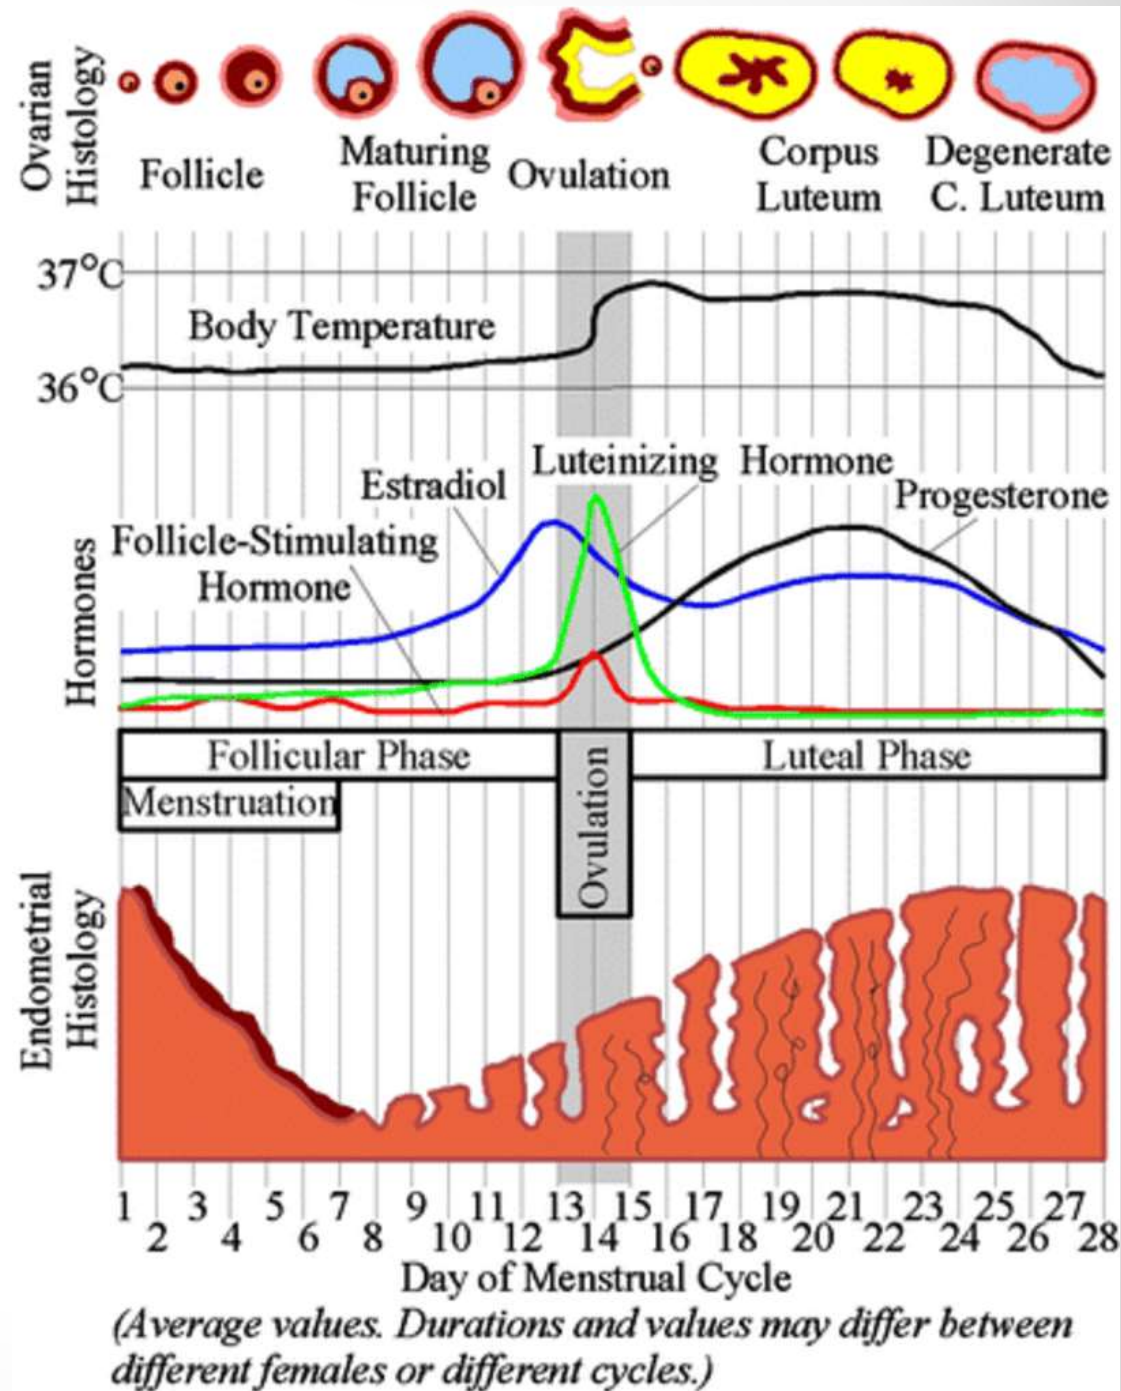 Ovarian
Histology
Follicle
Maturing
Follicle
Ovulation
Corpus
Luteum
Degenerate
C. Luteum
37°C
Body Temperature
36°C
Hormones
Luteinizing Hormone
Estradiol
Progesterone
Follicle-Stimulating
Hormone
Follicular Phase
Ovulation
Luteal Phase
Menstruation
Endometrial
Histology
1 3 5 7 9 11 13 15 17 19 21 23 25 27
2 4 6 8 10 12 14 16 18 20 22 24 26 28
Day of Menstrual Cycle
(Average values. Durations and values may differ between
different females or different cycles.)